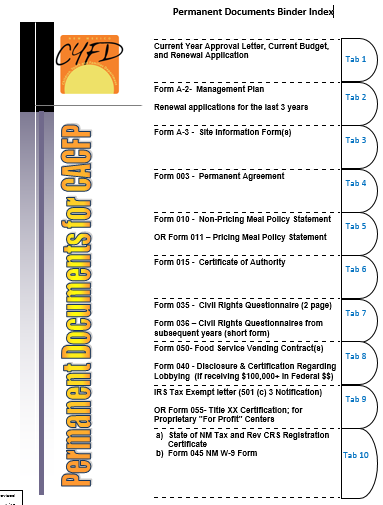 Permanent Documents Binder Index
NEW MEXICO
CYFD
Permanent Documents for CACFP
Current Year Approval Letter, Current Budget,
and Renewal Application
Tab 1
Form A-2- Management Plan
Renewal applications for the last 3 years
Tab 2
Form A-3 - Site Information Form(s)
Tab 3
Form 003 - Permanent Agreement
Tab 4
Form 010 - Non-Pricing Meal Policy Statement
OR Form 011 – Pricing Meal Policy Statement
Tab 5
Form 015 - Certificate of Authority
Tab 6
Form 035 - Civil Rights Questionnaire (2 page)
Form 036 – Civil Rights Questionnaires from
subsequent years (short form)
Tab 7
Form 050- Food Service Vending Contract(s)
Form 040 - Disclosure & Certification Regarding
Lobbying (if receiving $100,000+ in Federal $$)
Tab 8
IRS Tax Exempt letter (501 (c) 3 Notification)
OR Form 055- Title XX Certification; for
Proprietary "For Profit" Centers
Tab 9
a) State of NM Tax and Rev CRS Registration
Certificate
b) Form 045 NM W-9 Form
Tab 10